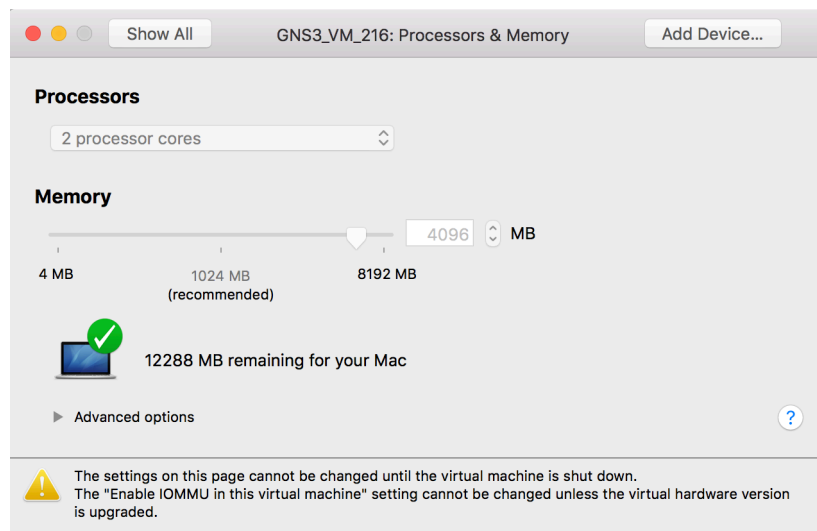 Show All GNS3_VM_216: Processors & Memory Add Device...
Processors
2 processor cores
Memory
4096 MB
4 MB 1024 MB 8192 MB
(recommended)
12288 MB remaining for your Mac
Advanced options ?
The settings on this page cannot be changed until the virtual machine is shut down.
The "Enable IOMMU in this virtual machine" setting cannot be changed unless the virtual hardware version
is upgraded.